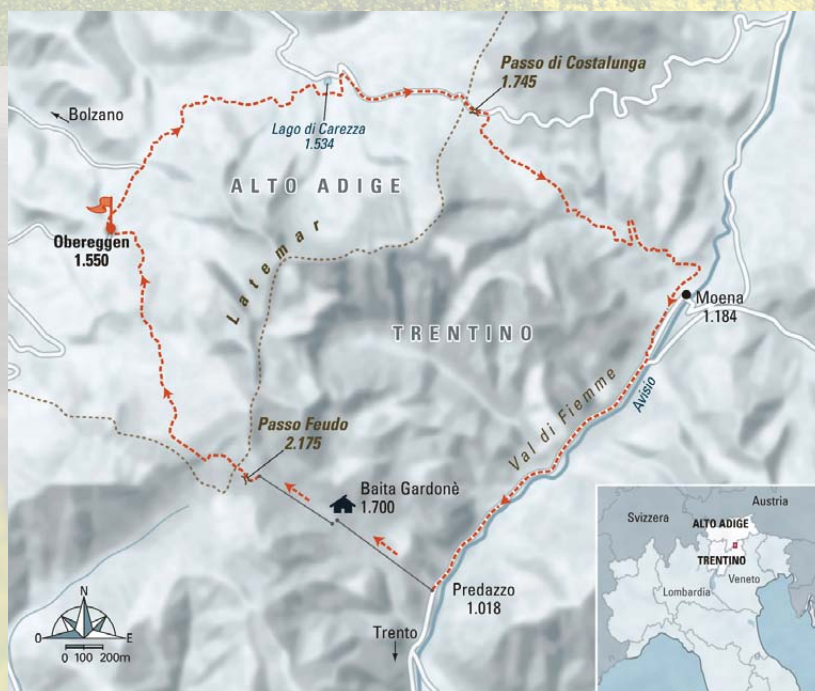 Passo di Costalunga
1.745
Bolzano
Lago di Carezza
1.534
ALTO ADIGE
Obereggen
1.550
Latemar
Moena
1.184
TRENTINO
Avisio
Val di Fiemme
Passo Feudo
2.175
Baita Gardonè
1.700
Predazzo
1.018
Trento
N
O
E
0 100 200m
Svizzera
Austria
ALTO ADIGE
TRENTINO
Veneto
Lombardia